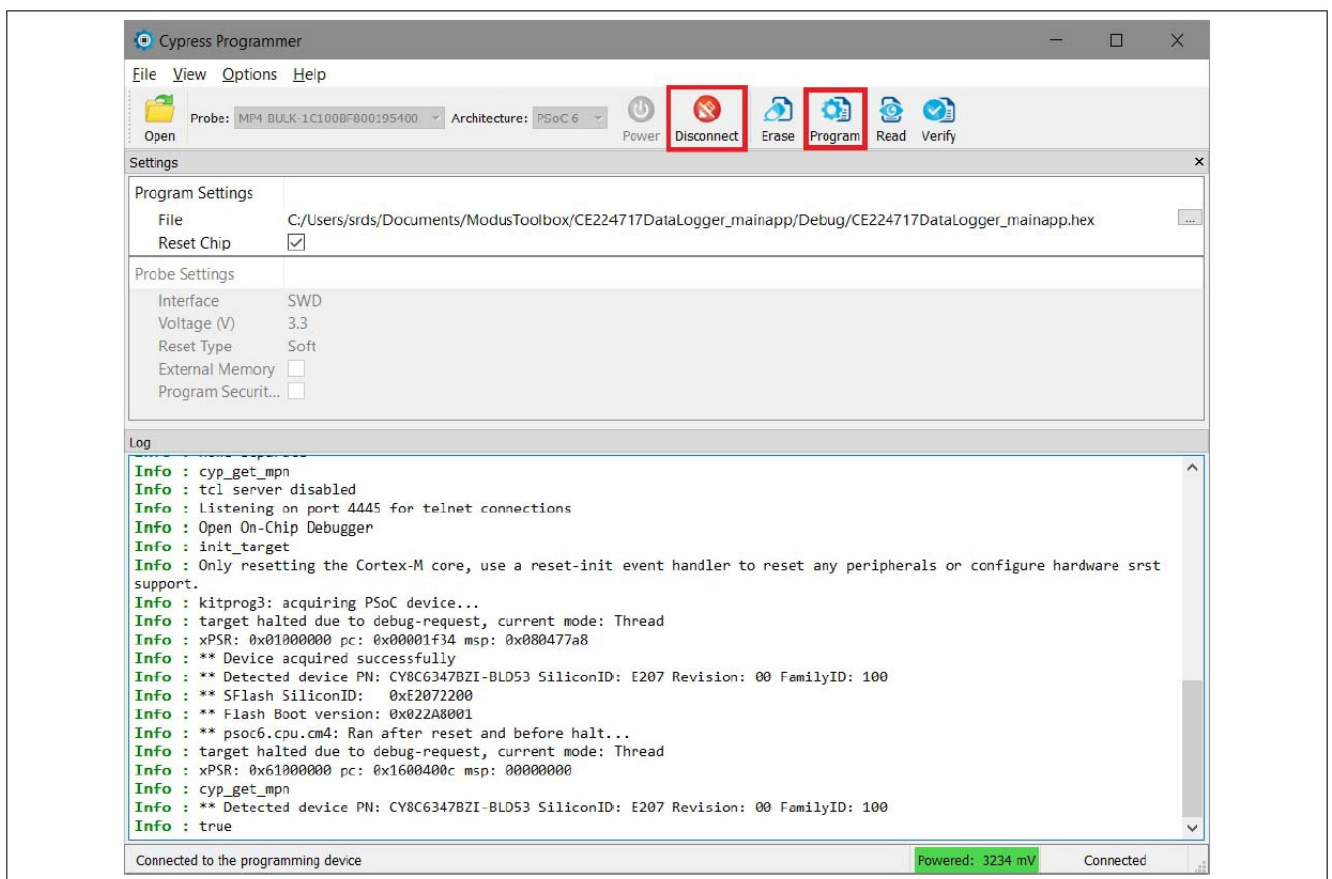 Cypress Programmer
File View Options Help
Open Probe: MP4 BULK-1C100BF800195400 Architecture: PSoC 6 Power Disconnect Erase Program Read Verify
Settings
Program Settings
File C:/Users/srds/Documents/ModusToolbox/CE224717DataLogger_mainapp/Debug/CE224717DataLogger_mainapp.hex ...
Reset Chip
Probe Settings
Interface SWD
Voltage (V) 3.3
Reset Type Soft
External Memory
Program Securit...
Log
Info : cyp_get_mpn
Info : tcl server disabled
Info : Listening on port 4445 for telnet connections
Info : Open On-Chip Debugger
Info : init_target
Info : Only resetting the Cortex-M core, use a reset-init event handler to reset any peripherals or configure hardware srst
support.
Info : kitprog3: acquiring PSoC device...
Info : target halted due to debug-request, current mode: Thread
Info : xPSR: 0x01000000 pc: 0x00001f34 msp: 0x080477a8
Info : ** Device acquired successfully
Info : ** Detected device PN: CY8C6347BZI-BLD53 SiliconID: E207 Revision: 00 FamilyID: 100
Info : ** SFlash SiliconID: 0xE2072200
Info : ** Flash Boot version: 0x022A8001
Info : ** psoc6.cpu.cm4: Ran after reset and before halt...
Info : target halted due to debug-request, current mode: Thread
Info : xPSR: 0x61000000 pc: 0x1600400c msp: 00000000
Info : cyp_get_mpn
Info : ** Detected device PN: CY8C6347BZI-BLD53 SiliconID: E207 Revision: 00 FamilyID: 100
Info : true
Connected to the programming device Powered: 3234 mV Connected